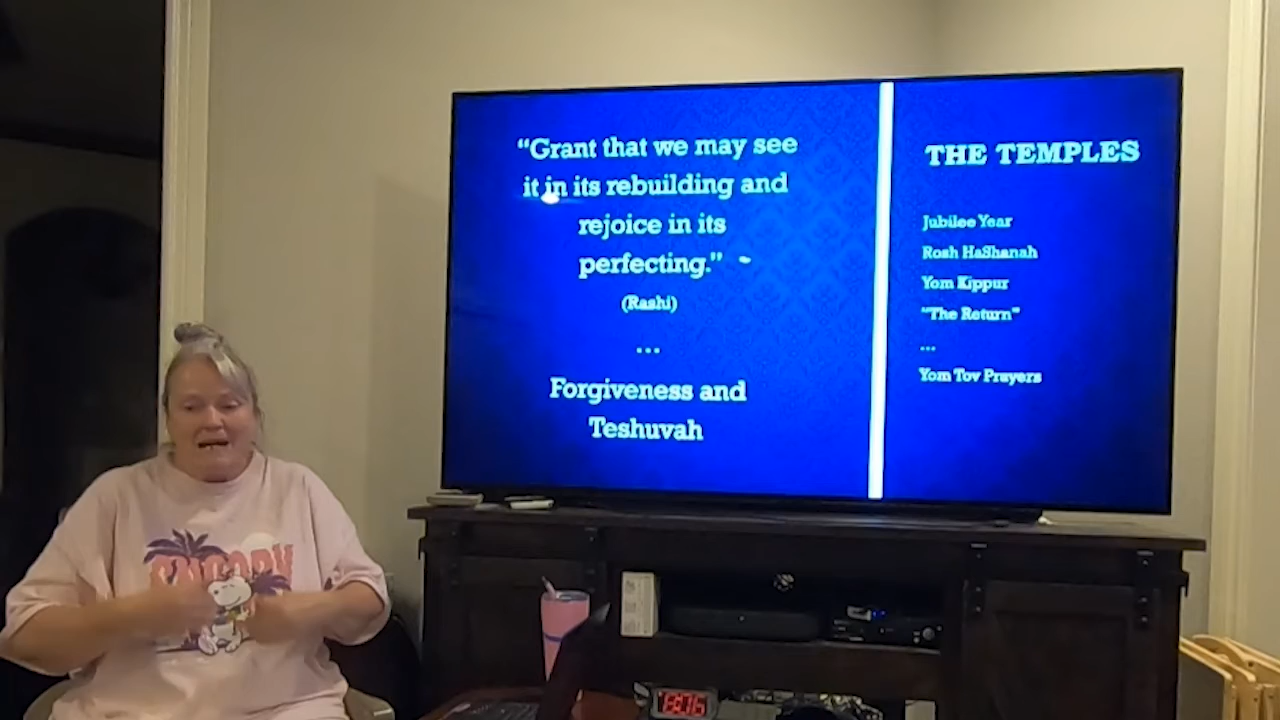 “Grant that we may see
it in its rebuilding and
rejoice in its
perfecting.” ~
(Rashi)
...
Forgiveness and
Teshuvah
THE TEMPLES
Jubilee Year
Rosh HaShanah
Yom Kippur
"The Return"
...
Yom Tov Prayers
SNOOPY